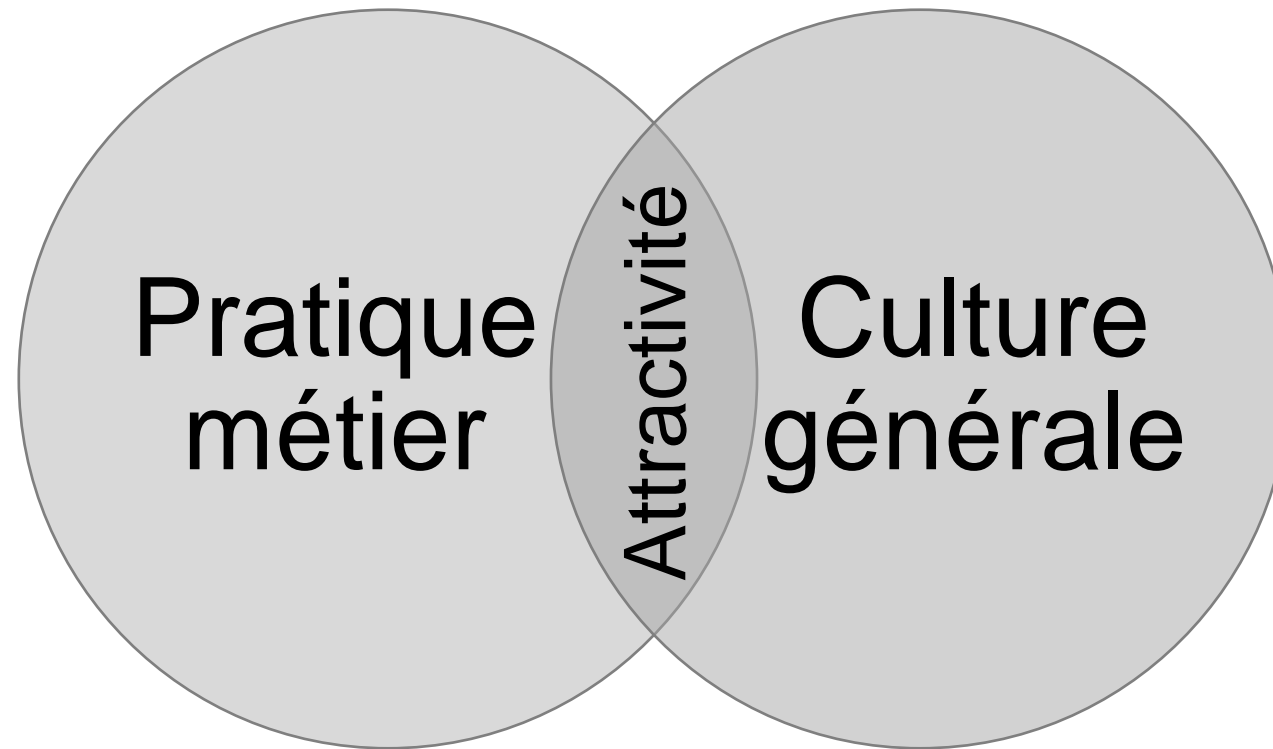 Pratique
métier
Attractivité
Culture
générale